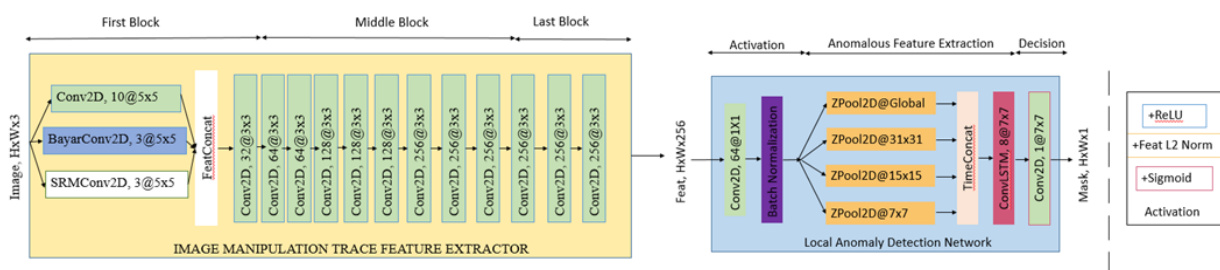 First Block
Middle Block
Last Block
Image, HxWx3
Conv2D, 10@5x5
BayarConv2D, 3@5x5
SRMConv2D, 3@5x5
FeatConcat
Conv2D, 32@3x3
Conv2D, 64@3x3
Conv2D, 64@3x3
Conv2D, 128@3x3
Conv2D, 128@3x3
Conv2D, 128@3x3
Conv2D, 256@3x3
Conv2D, 256@3x3
Conv2D, 256@3x3
Conv2D, 256@3x3
Conv2D, 256@3x3
Conv2D, 256@3x3
IMAGE MANIPULATION TRACE FEATURE EXTRACTOR
Activation
Anomalous Feature Extraction
Decision
Feat, HxWx256
Conv2D, 64@1X1
Batch Normalization
ZPool2D@Global
ZPool2D@31x31
ZPool2D@15x15
ZPool2D@7x7
TimeConcat
ConvLSTM, 8@7x7
Conv2D, 1@7x7
Mask, HxWx1
Local Anomaly Detection Network
+ReLU
+Feat L2 Norm
+Sigmoid
Activation